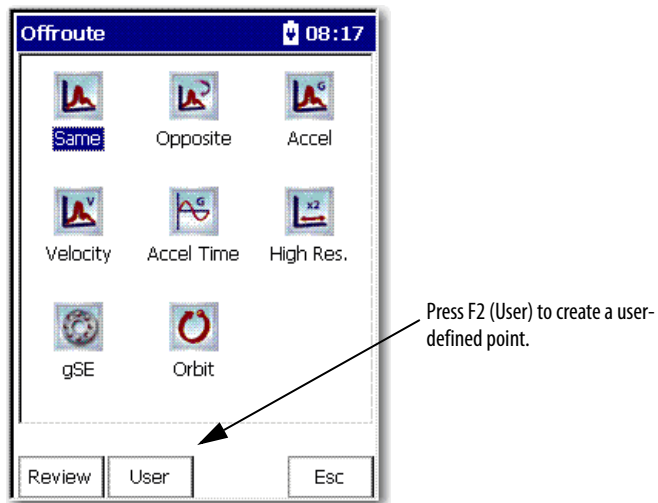 Offroute 08:17
Same Opposite Accel
Velocity Accel Time High Res.
gSE Orbit
Press F2 (User) to create a user-
defined point.
Review User Esc